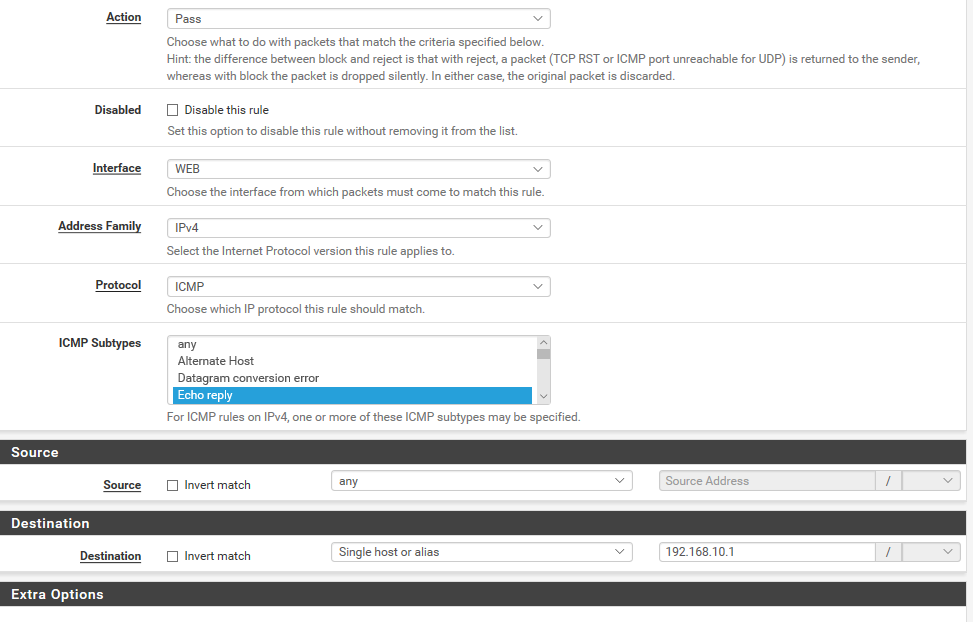 Action
Pass
Choose what to do with packets that match the criteria specified below.
Hint: the difference between block and reject is that with reject, a packet (TCP RST or ICMP port unreachable for UDP) is returned to the sender,
whereas with block the packet is dropped silently. In either case, the original packet is discarded.
Disabled
Disable this rule
Set this option to disable this rule without removing it from the list.
Interface
WEB
Choose the interface from which packets must come to match this rule.
Address Family
IPv4
Select the Internet Protocol version this rule applies to.
Protocol
ICMP
Choose which IP protocol this rule should match.
ICMP Subtypes
any
Alternate Host
Datagram conversion error
Echo reply
For ICMP rules on IPv4, one or more of these ICMP subtypes may be specified.
Source
Source
Invert match
any
Source Address
/
Destination
Destination
Invert match
Single host or alias
192.168.10.1
/
Extra Options